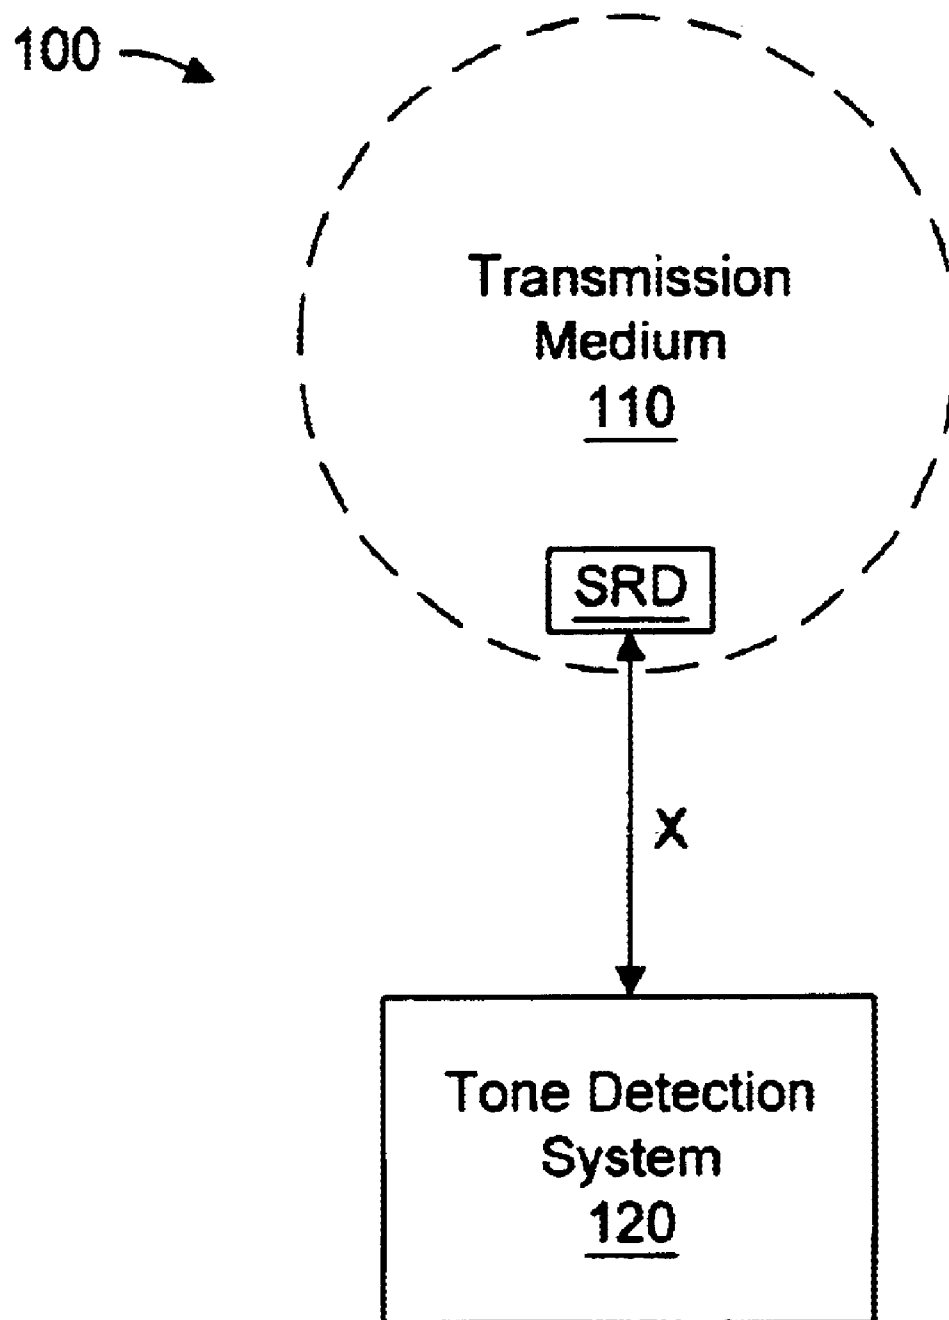 100
Transmission
Medium
110
SRD
X
Tone Detection
System
120